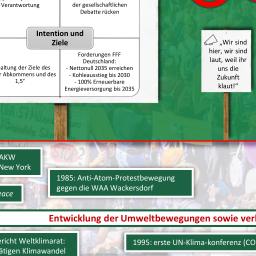 Verantwortung
der gesellschaftlichen
Debatte rücken
Intention und
Ziele
altung der Ziele des
Abkommens und des
1,5°
Forderungen FFF
Deutschland:
- Nettonull 2035 erreichen
- Kohleausstieg bis 2030
- 100% Erneuerbare
Energieversorgung bis 2035
„Wir sind
hier, wir sind
laut, weil ihr
uns die
Zukunft
klaut!“
AKW
New York
eace
1985: Anti-Atom-Protestbewegung
gegen die WAA Wackersdorf
Entwicklung der Umweltbewegungen sowie verl
ericht Weltklimarat:
ätigen Klimawandel
1995: erste UN-Klima-konferenz (CO